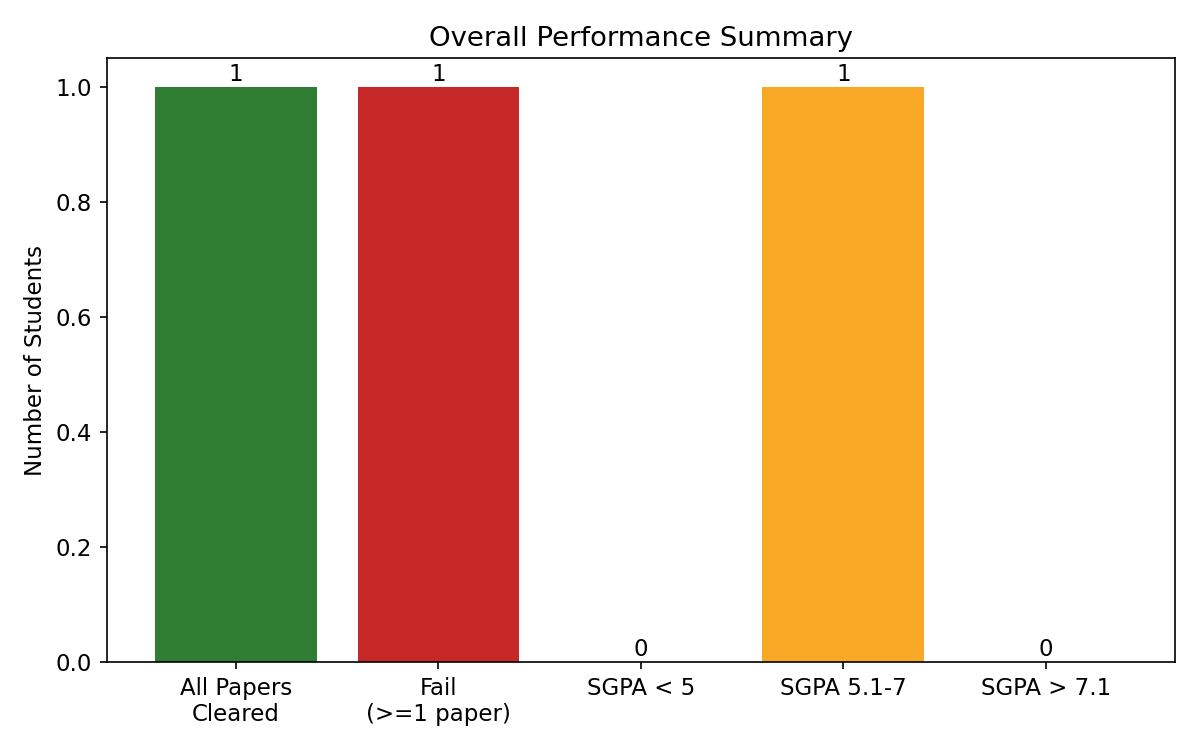 Overall Performance Summary
1
1
1
0
0
Number of Students
1.0
0.8
0.6
0.4
0.2
0.0
All Papers
Cleared
Fail
(>=1 paper)
SGPA < 5
SGPA 5.1-7
SGPA > 7.1